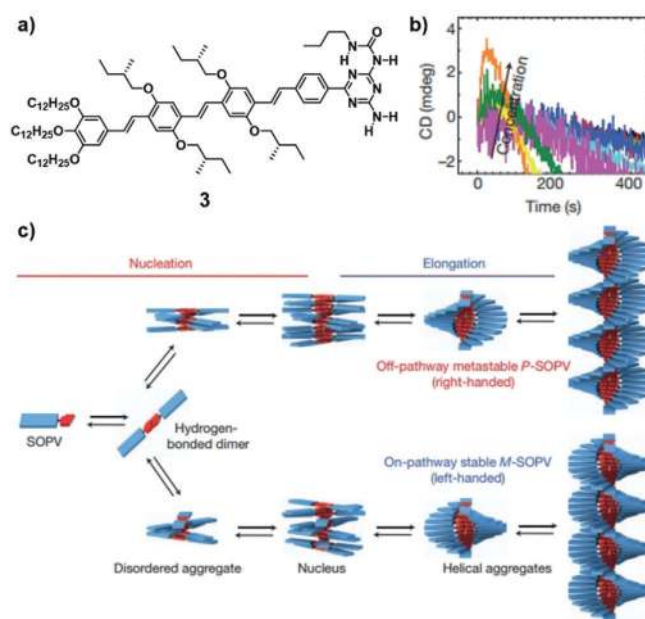 a)
C12H25O
C12H25O
C12H25O
O
O
O
O
N
H
O
N
H
N
N
N
N
H
H
3
b)
CD (mdeg)
4
2
0
−2
Concentration
0
200
400
Time (s)
c)
Nucleation
Elongation
Off-pathway metastable P-SOPV
(right-handed)
SOPV
Hydrogen-
bonded dimer
On-pathway stable M-SOPV
(left-handed)
Disordered aggregate
Nucleus
Helical aggregates